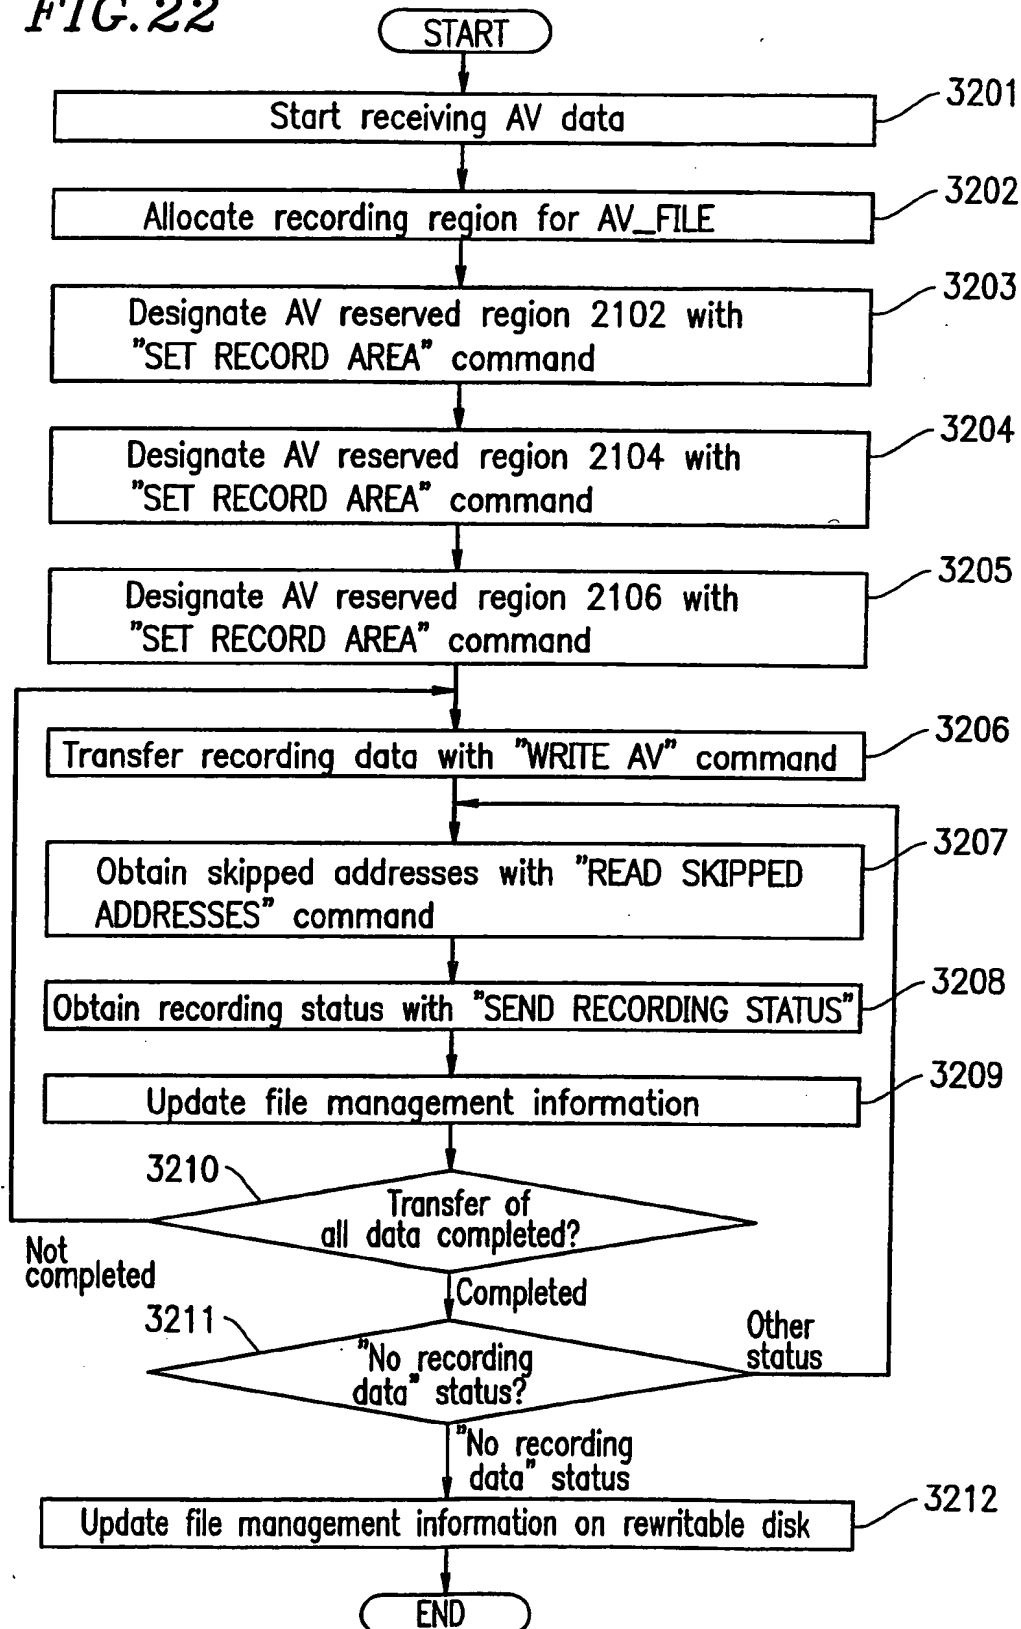 FIG.22
START
Start receiving AV data
3201
Allocate recording region for AV_FILE
3202
Designate AV reserved region 2102 with
"SET RECORD AREA" command
3203
Designate AV reserved region 2104 with
"SET RECORD AREA" command
3204
Designate AV reserved region 2106 with
"SET RECORD AREA" command
3205
Transfer recording data with "WRITE AV" command
3206
Obtain skipped addresses with "READ SKIPPED
ADDRESSES" command
3207
Obtain recording status with "SEND RECORDING STATUS"
3208
Update file management information
3209
3210
Transfer of
all data completed?
Not
completed
Completed
3211
"No recording
data" status?
Other
status
"No recording
data" status
Update file management information on rewritable disk
3212
END